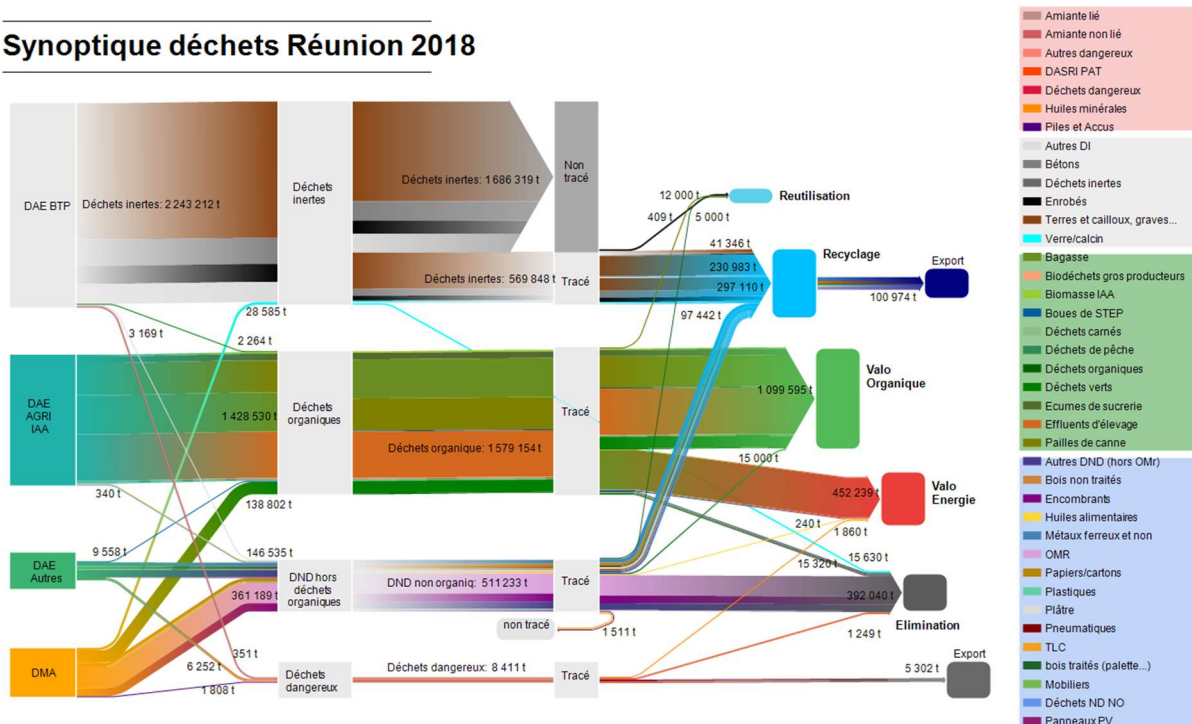 Synoptique déchets Réunion 2018
DAE BTP
Déchets inertes: 2 243 212 t
Déchets
inertes
Déchets inertes: 1 686 319 t
Non
tracé
Déchets inertes: 569 848 t
Tracé
12 000 t
Reutilisation
409 t
5 000 t
41 346 t
Recyclage
230 983 t
297 110 t
Export
100 974 t
97 442 t
28 585 t
3 169 t
2 264 t
DAE
AGRI
IAA
1 428 530 t
Déchets
organiques
Déchets organique: 1 579 154 t
Tracé
Valo
Organique
1 099 595 t
15 000 t
340 t
138 802 t
452 239 t
Valo
Energie
240 t
1 860 t
DAE
Autres
9 558 t
146 535 t
15 630 t
15 320 t
DND hors
déchets
organiques
DND non organiq: 511 233 t
Tracé
361 189 t
392 040 t
Elimination
non tracé
1 511 t
1 249 t
DMA
351 t
6 252 t
1 808 t
Déchets
dangereux
Déchets dangereux: 8 411 t
Tracé
Export
5 302 t
Amiante lié
Amiante non lié
Autres dangereux
DASRI PAT
Déchets dangereux
Huiles minérales
Piles et Accus
Autres DI
Bétons
Déchets inertes
Enrobés
Terres et cailloux, graves...
Verre/calcin
Bagasse
Biodéchets gros producteurs
Biomasse IAA
Boues de STEP
Déchets carnés
Déchets de pêche
Déchets organiques
Déchets verts
Ecumes de sucrerie
Effluents d'élevage
Pailles de canne
Autres DND (hors OMr)
Bois non traités
Encombrants
Huiles alimentaires
Métaux ferreux et non
OMR
Papiers/cartons
Plastiques
Plâtre
Pneumatiques
TLC
bois traités (palette...)
Mobiliers
Déchets ND NO
Panneaux PV